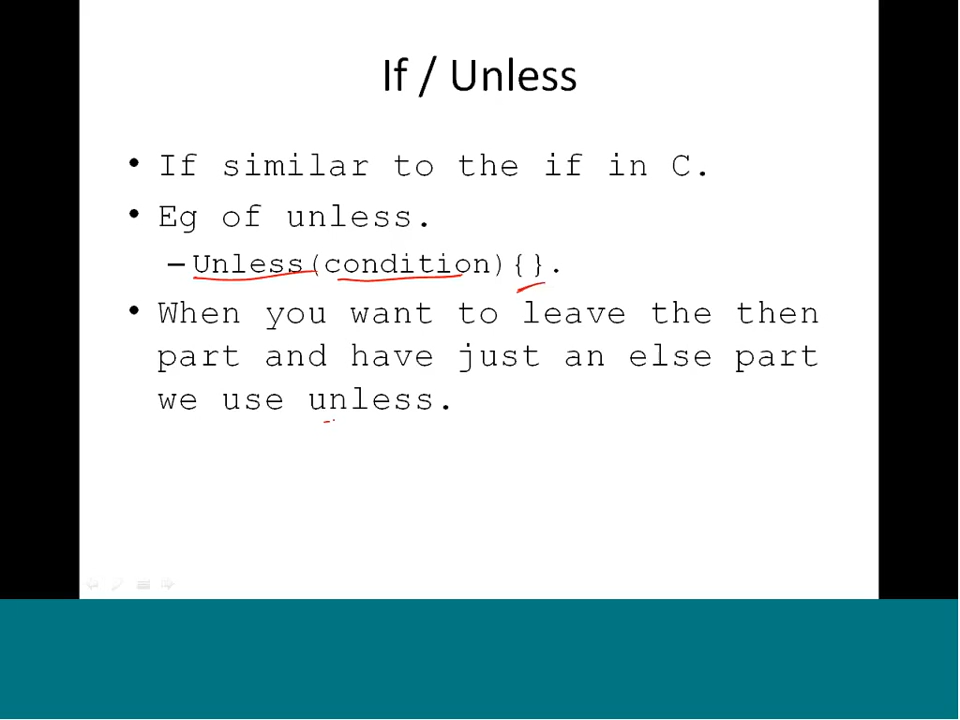 If / Unless
• If similar to the if in C.
• Eg of unless.
– Unless(condition){}.
• When you want to leave the then
part and have just an else part
we use unless.